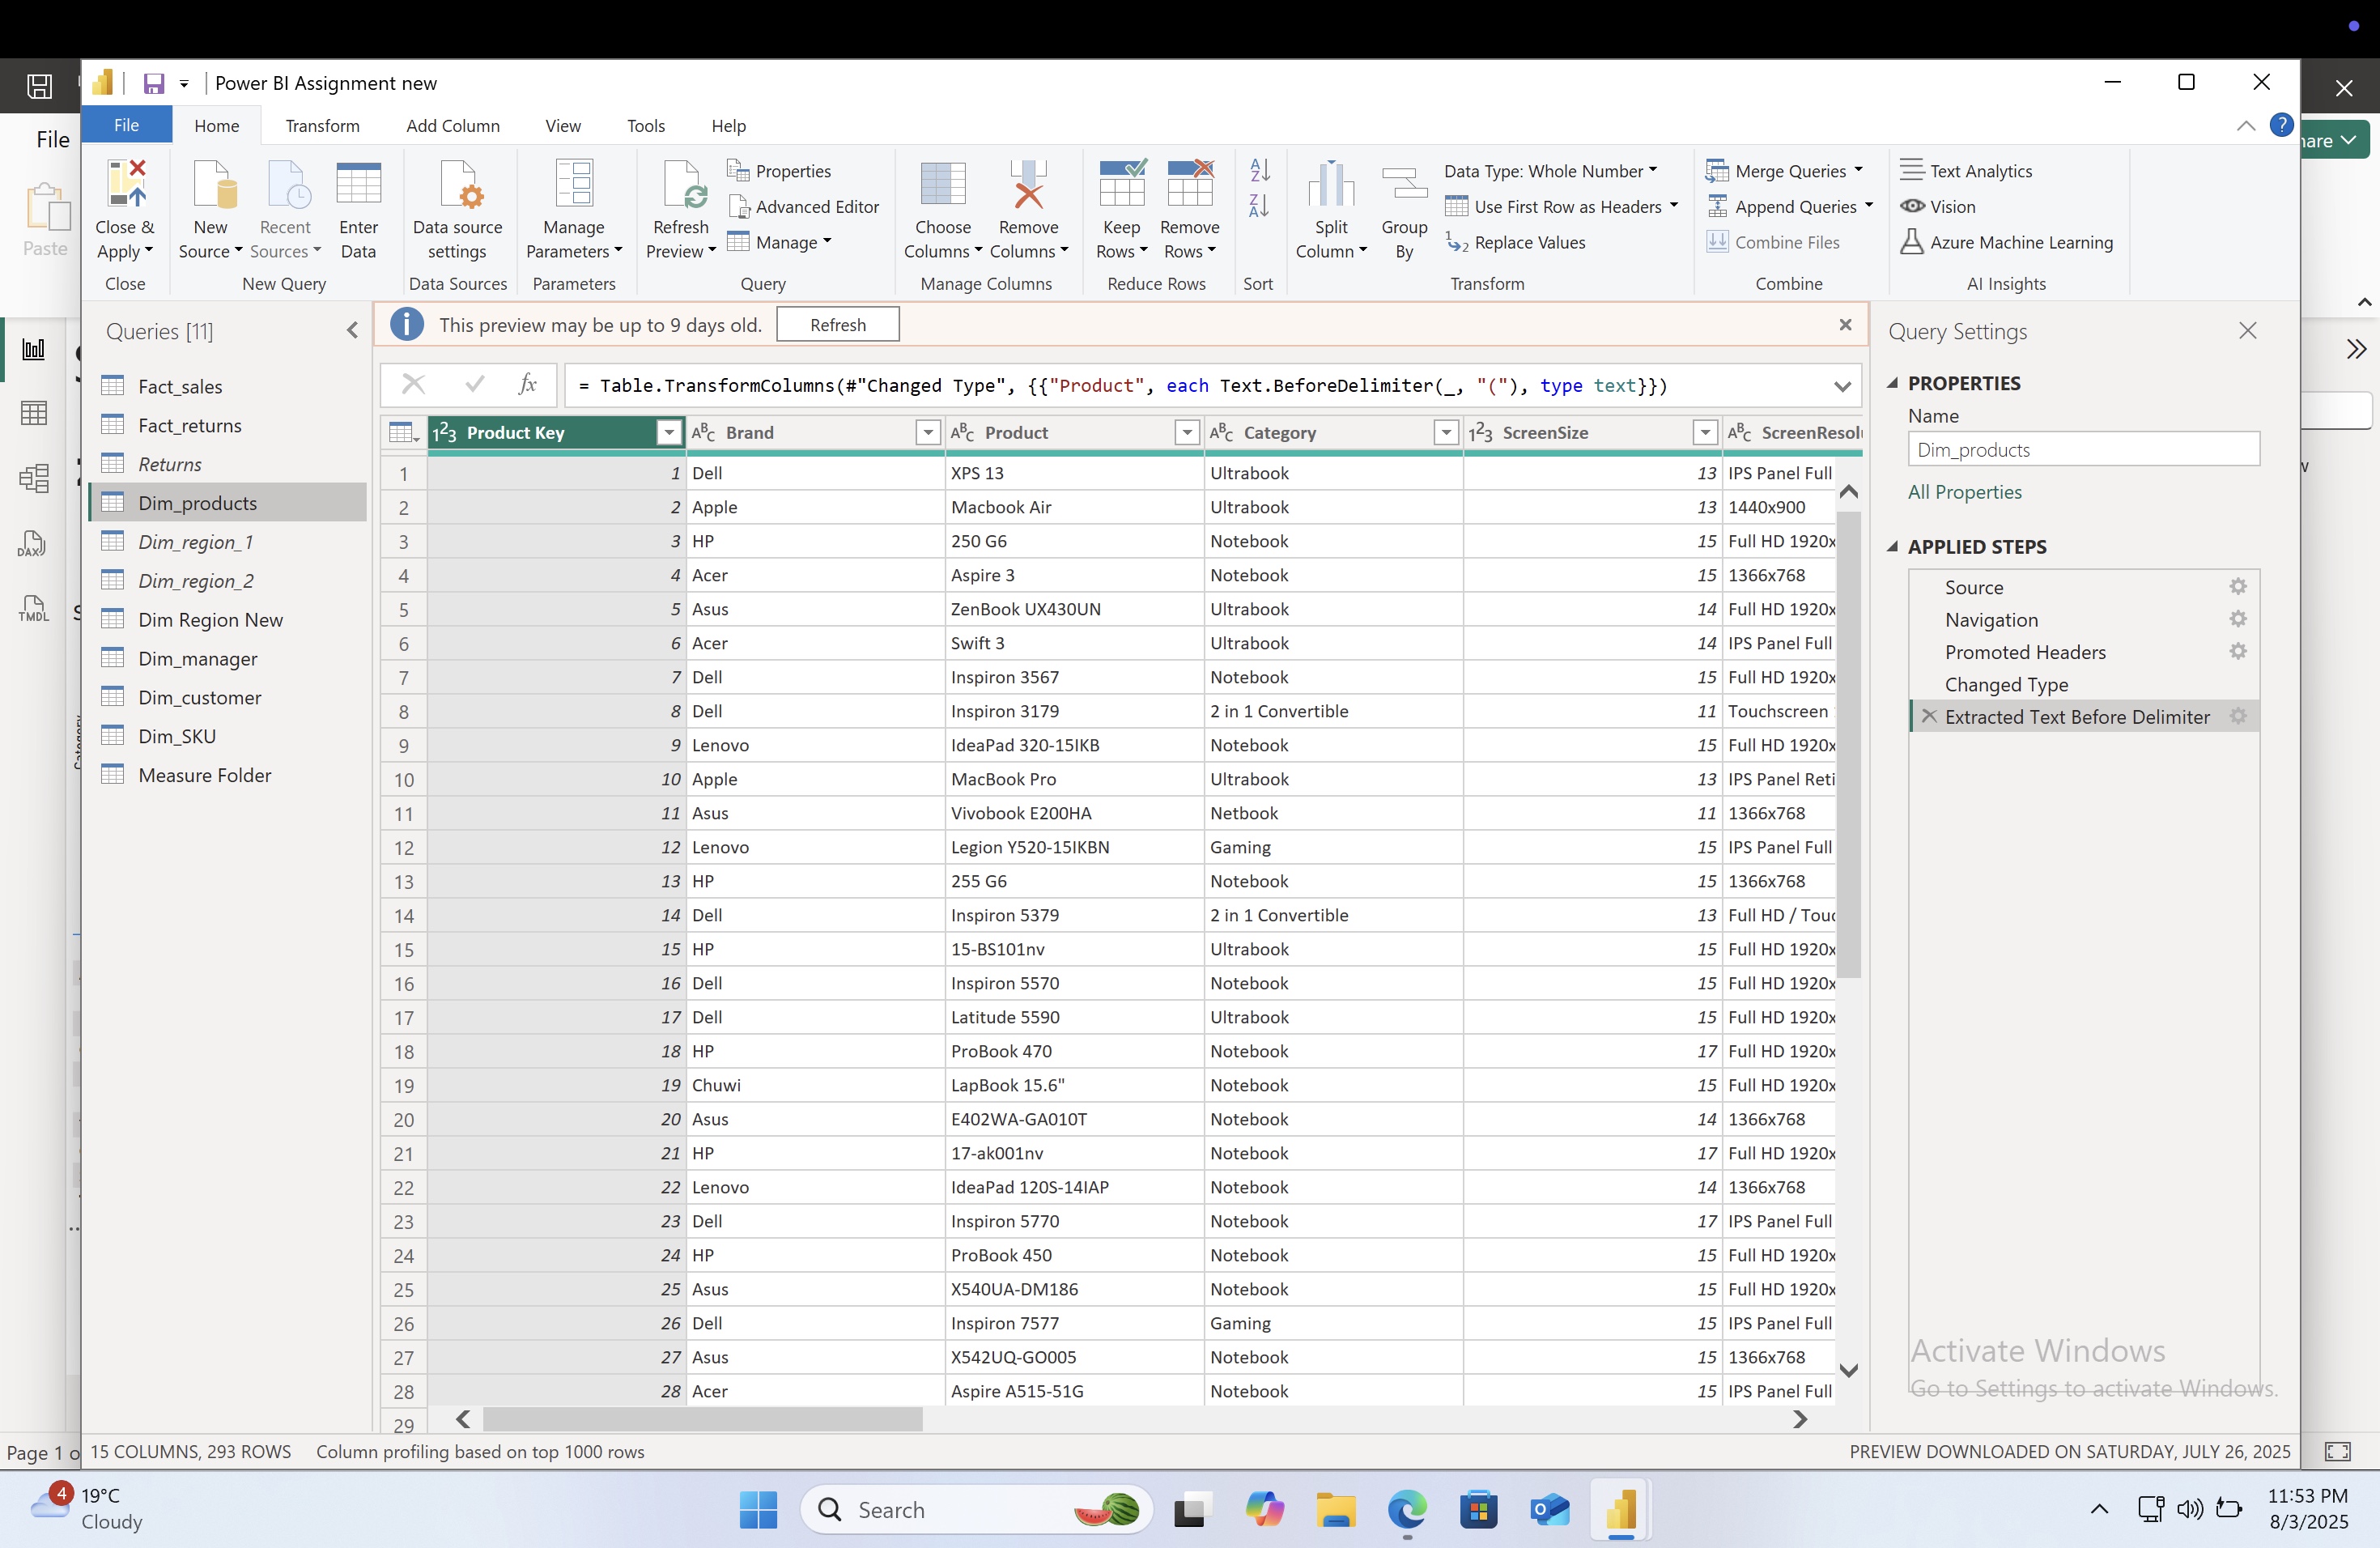 Power BI Assignment new
File
File Home Transform Add Column View Tools Help
Paste
Close & Apply
New Source
Recent Sources
Enter Data
Data source settings
Manage Parameters
Refresh Preview
Properties
Advanced Editor
Manage
Choose Columns
Remove Columns
Keep Rows
Remove Rows
Split Column
Group By
Data Type: Whole Number
Use First Row as Headers
Replace Values
Merge Queries
Append Queries
Combine Files
Text Analytics
Vision
Azure Machine Learning
Close New Query Data Sources Parameters Query Manage Columns Reduce Rows Sort Transform Combine AI Insights
Queries [11]
Fact_sales
Fact_returns
Returns
Dim_products
Dim_region_1
Dim_region_2
Dim Region New
Dim_manager
Dim_customer
Dim_SKU
Measure Folder
DAX
TMDL
Category
This preview may be up to 9 days old. Refresh
fx = Table.TransformColumns(#"Changed Type", {{"Product", each Text.BeforeDelimiter(_, "("), type text}})
Product Key Brand Product Category ScreenSize
1 1 Dell XPS 13 Ultrabook 13 IPS Panel Full
2 2 Apple Macbook Air Ultrabook 13 1440x900
3 3 HP 250 G6 Notebook 15 Full HD 1920x
4 4 Acer Aspire 3 Notebook 15 1366x768
5 5 Asus ZenBook UX430UN Ultrabook 14 Full HD 1920x
6 6 Acer Swift 3 Ultrabook 14 IPS Panel Full
7 7 Dell Inspiron 3567 Notebook 15 Full HD 1920x
8 8 Dell Inspiron 3179 2 in 1 Convertible 11 Touchscreen
9 9 Lenovo IdeaPad 320-15IKB Notebook 15 Full HD 1920x
10 10 Apple MacBook Pro Ultrabook 13 IPS Panel Reti
11 11 Asus Vivobook E200HA Netbook 11 1366x768
12 12 Lenovo Legion Y520-15IKBN Gaming 15 IPS Panel Full
13 13 HP 255 G6 Notebook 15 1366x768
14 14 Dell Inspiron 5379 2 in 1 Convertible 13 Full HD / Touc
15 15 HP 15-BS101nv Ultrabook 15 Full HD 1920x
16 16 Dell Inspiron 5570 Notebook 15 Full HD 1920x
17 17 Dell Latitude 5590 Ultrabook 15 Full HD 1920x
18 18 HP ProBook 470 Notebook 17 Full HD 1920x
19 19 Chuwi LapBook 15.6" Notebook 15 Full HD 1920x
20 20 Asus E402WA-GA010T Notebook 14 1366x768
21 21 HP 17-ak001nv Notebook 17 Full HD 1920x
22 22 Lenovo IdeaPad 120S-14IAP Notebook 14 1366x768
23 23 Dell Inspiron 5770 Notebook 17 IPS Panel Full
24 24 HP ProBook 450 Notebook 15 Full HD 1920x
25 25 Asus X540UA-DM186 Notebook 15 Full HD 1920x
26 26 Dell Inspiron 7577 Gaming 15 IPS Panel Full
27 27 Asus X542UQ-GO005 Notebook 15 1366x768
28 28 Acer Aspire A515-51G Notebook 15 IPS Panel Full
29
Query Settings
PROPERTIES
Name
Dim_products
All Properties
APPLIED STEPS
Source
Navigation
Promoted Headers
Changed Type
Extracted Text Before Delimiter
Activate Windows
Go to Settings to activate Windows.
Page 1 o
15 COLUMNS, 293 ROWS Column profiling based on top 1000 rows
PREVIEW DOWNLOADED ON SATURDAY, JULY 26, 2025
4
19°C
Cloudy
Search
11:53 PM
8/3/2025